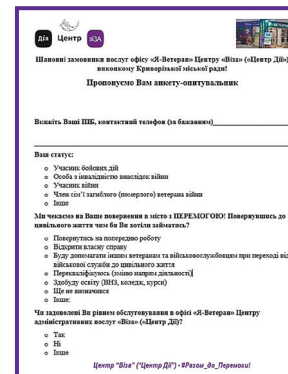 Дія Центр ВІЗА
Шановні замовники послуг офісу «Я-Ветеран» Центру «Віза» («Центр Дії»)
виконкому Криворізької міської ради!
Пропонуємо Вам анкету-опитувальник
Вкажіть Ваші ПІБ, контактний телефон (за бажанням)
Ваш статус:
o Учасник бойових дій
o Особа з інвалідністю внаслідок війни
o Учасник війни
o Член сім’ї загиблого (померлого) ветерана війни
o Інше
Ми чекаємо на Ваше повернення в місто з ПЕРЕМОГОЮ! Повернувшись до
цивільного життя чим би Ви хотіли займатись?
o Повернутись на попередню роботу
o Відкрити власну справу
o Буду допомагати іншим ветеранам та військовослужбовцям при переході від
військової служби до цивільного життя
o Перекваліфікуюсь (зміню напрям діяльності)
o Здобуду освіту (ВНЗ, коледж, курси)
o Ще не визначився
o Інше:
Чи задоволені Ви рівнем обслуговування в офісі «Я-Ветеран» Центру
адміністративних послуг «Віза» («Центр Дії)?
o Так
o Ні
o Інше
Центр "Віза" ("Центр Дії") - #Разом_до_Перемоги!